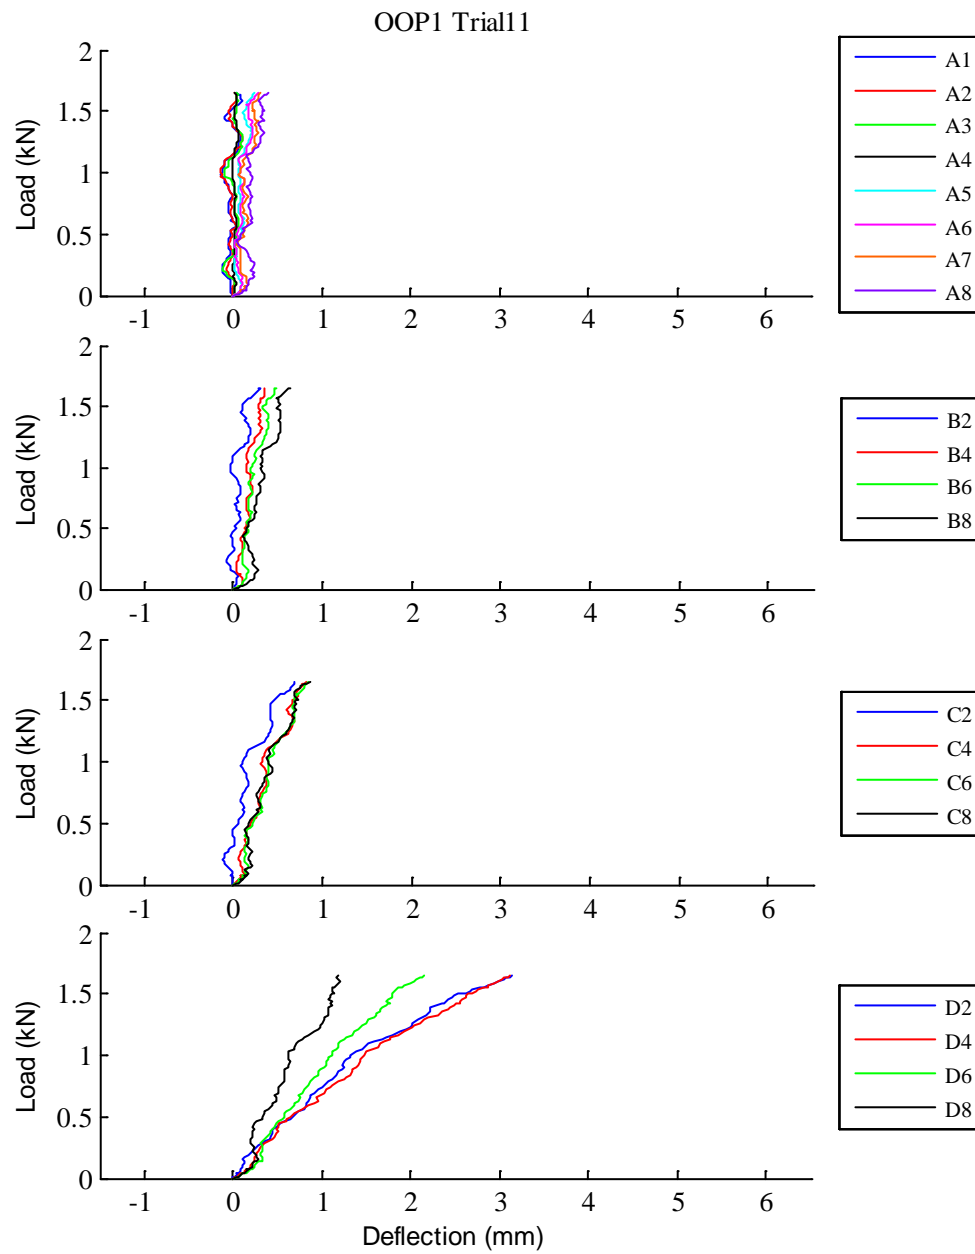 OOP1 Trial11
2
1.5
1
0.5
0
Load (kN)
-1 0 1 2 3 4 5 6
A1
A2
A3
A4
A5
A6
A7
A8
2
1.5
1
0.5
0
Load (kN)
-1 0 1 2 3 4 5 6
B2
B4
B6
B8
2
1.5
1
0.5
0
Load (kN)
-1 0 1 2 3 4 5 6
C2
C4
C6
C8
2
1.5
1
0.5
0
Load (kN)
-1 0 1 2 3 4 5 6
Deflection (mm)
D2
D4
D6
D8